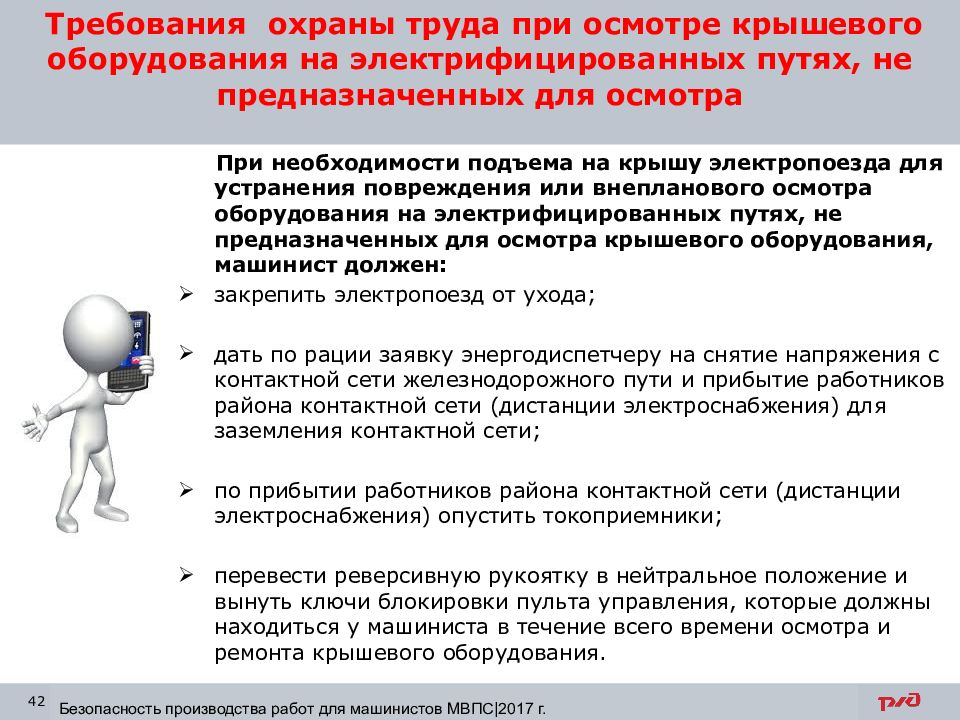 Требования  охраны труда при осмотре крышевого
оборудования на электрифицированных путях, не
предназначенных для осмотра
При необходимости подъема на крышу электропоезда для
устранения повреждения или внепланового осмотра
оборудования на электрифицированных путях, не
предназначенных для осмотра крышевого оборудования,
машинист должен:
➢ закрепить электропоезд от ухода;
➢ дать по рации заявку энергодиспетчеру на снятие напряжения с
контактной сети железнодорожного пути и прибытие работников
района контактной сети (дистанции электроснабжения) для
заземления контактной сети;
➢ по прибытии работников района контактной сети (дистанции
электроснабжения) опустить токоприемники;
➢ перевести реверсивную рукоятку в нейтральное положение и
вынуть ключи блокировки пульта управления, которые должны
находиться у машиниста в течение всего времени осмотра и
ремонта крышевого оборудования.
42
Безопасность производства работ для машинистов МВПС|2017 г.
РЖД